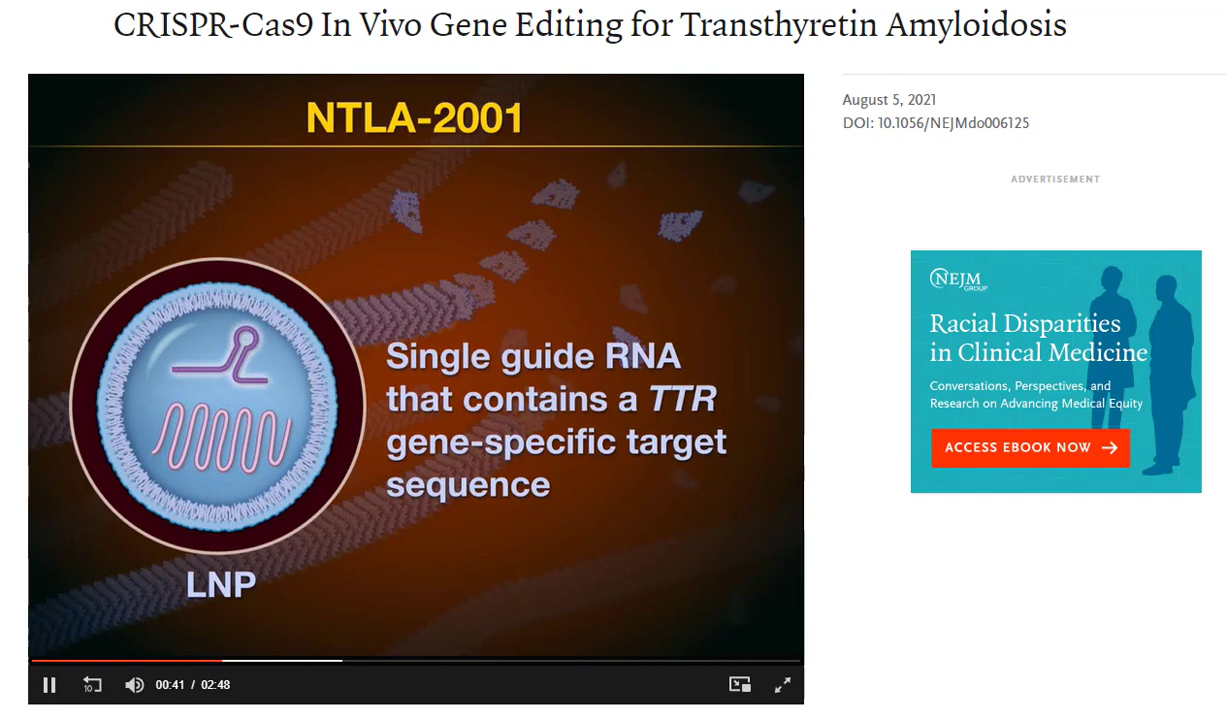 CRISPR-Cas9 In Vivo Gene Editing for Transthyretin Amyloidosis
NTLA-2001
Single guide RNA
that contains a TTR
gene-specific target
sequence
LNP
10
00:41 / 02:48
August 5, 2021
DOI: 10.1056/NEJMdo006125
ADVERTISEMENT
NEJM
GROUP
Racial Disparities
in Clinical Medicine
Conversations, Perspectives, and
Research on Advancing Medical Equity
ACCESS EBOOK NOW